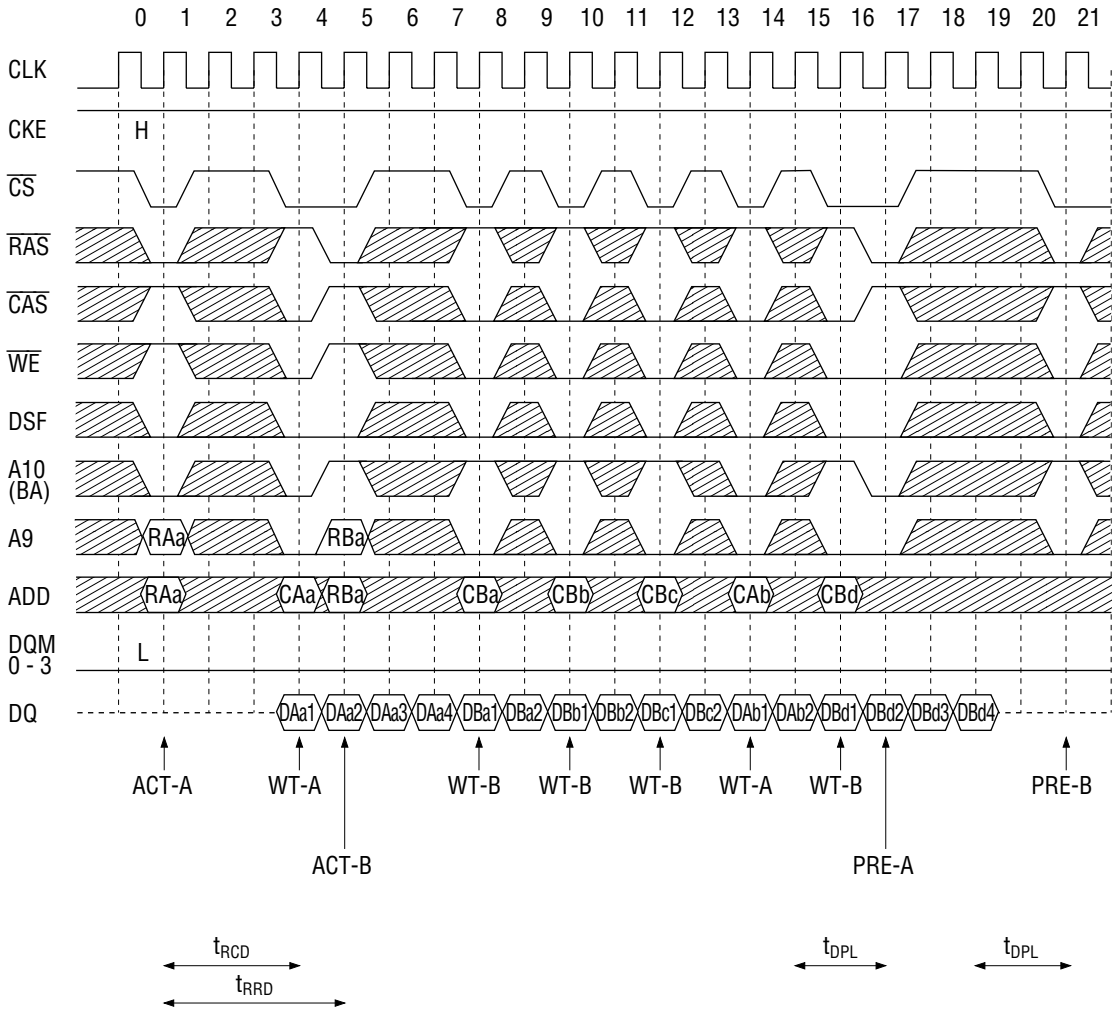 0 1 2 3 4 5 6 7 8 9 10 11 12 13 14 15 16 17 18 19 20 21
CLK
CKE H
CS
RAS
CAS
WE
DSF
A10
(BA)
A9 RAa RBa
ADD RAa CAa RBa CBa CBb CBc CAb CBd
DQM
0 - 3 L
DQ DAa1 DAa2 DAa3 DAa4 DBa1 DBa2 DBb1 DBb2 DBc1 DBc2 DAb1 DAb2 DBd1 DBd2 DBd3 DBd4
ACT-A WT-A WT-B WT-B WT-B WT-A WT-B PRE-B
ACT-B PRE-A
tRCD tDPL tDPL
tRRD